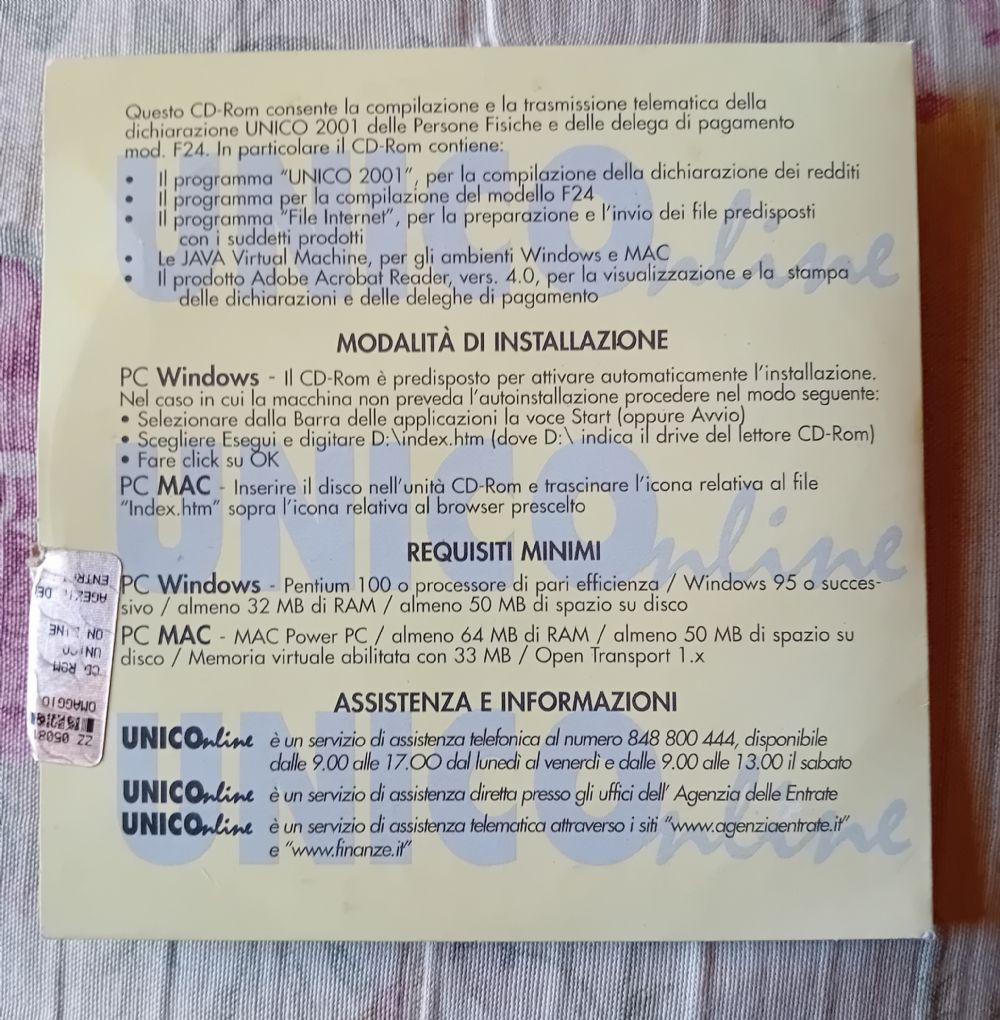 Questo CD-Rom consente la compilazione e la trasmissione telematica della
dichiarazione UNICO 2001 delle Persone Fisiche e delle delega di pagamento
mod. F24. In particolare il CD-Rom contiene:
• Il programma "UNICO 2001", per la compilazione della dichiarazione dei redditi
• Il programma per la compilazione del modello F24
• Il programma "File Internet", per la preparazione e l'invio dei file predisposti
con i suddetti prodotti
• Le JAVA Virtual Machine, per gli ambienti Windows e MAC
• Il prodotto Adobe Acrobat Reader, vers. 4.0, per la visualizzazione e la stampa
delle dichiarazioni e delle deleghe di pagamento
UNICOnline
MODALITÀ DI INSTALLAZIONE
PC Windows - Il CD-Rom è predisposto per attivare automaticamente l'installazione.
Nel caso in cui la macchina non preveda l'autoinstallazione procedere nel modo seguente:
• Selezionare dalla Barra delle applicazioni la voce Start (oppure Avvio)
• Scegliere Esegui e digitare D:\index.htm (dove D:\ indica il drive del lettore CD-Rom)
• Fare click su OK
PC MAC - Inserire il disco nell'unità CD-Rom e trascinare l'icona relativa al file
"Index.htm" sopra l'icona relativa al browser prescelto
UNICOnline
REQUISITI MINIMI
PC Windows - Pentium 100 o processore di pari efficienza / Windows 95 o succes-
sivo / almeno 32 MB di RAM / almeno 50 MB di spazio su disco
PC MAC - MAC Power PC / almeno 64 MB di RAM / almeno 50 MB di spazio su
disco / Memoria virtuale abilitata con 33 MB / Open Transport 1.x
ASSISTENZA E INFORMAZIONI
UNICOnline è un servizio di assistenza telefonica al numero 848 800 444, disponibile
dalle 9.00 alle 17.00 dal lunedì al venerdì e dalle 9.00 alle 13.00 il sabato
UNICOnline è un servizio di assistenza diretta presso gli uffici dell' Agenzia delle Entrate
UNICOnline è un servizio di assistenza telematica attraverso i siti "www.agenziaentrate.it"
e "www.finanze.it"
UNICOnline
OMAGGIO
CD ROM
ON LINE